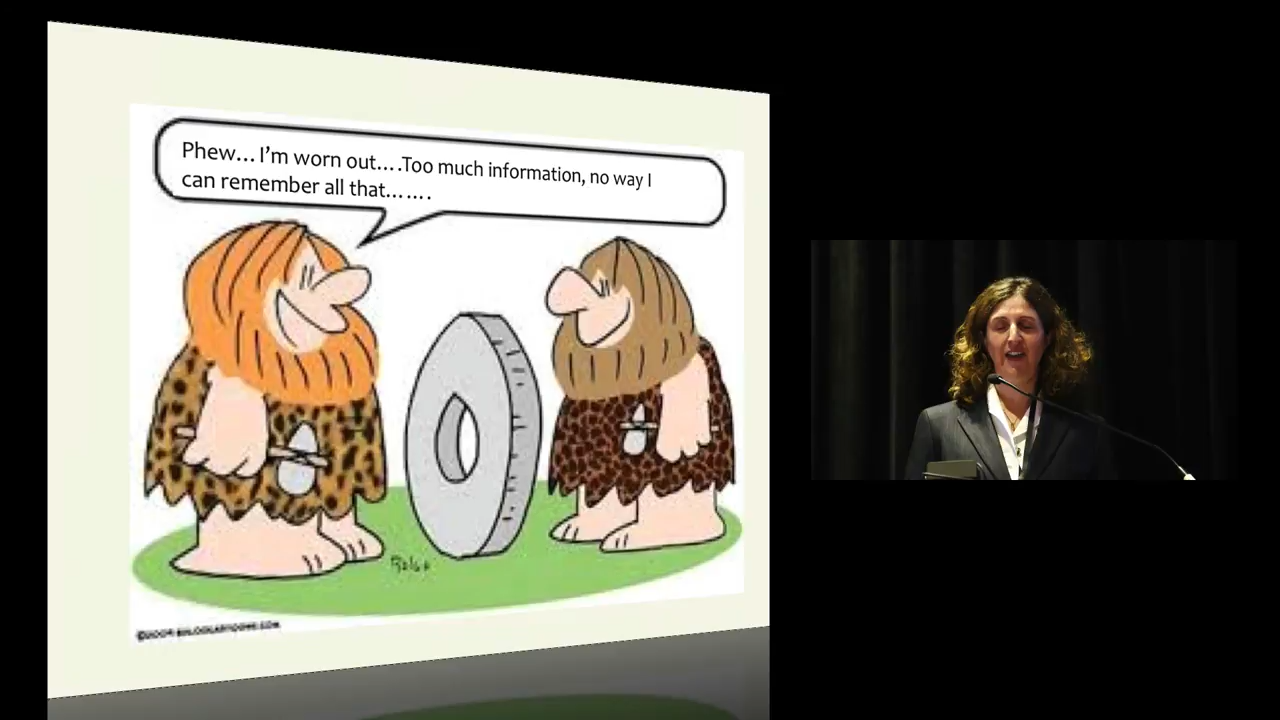 Phew... I'm worn out....Too much information, no way I
can remember all that.......